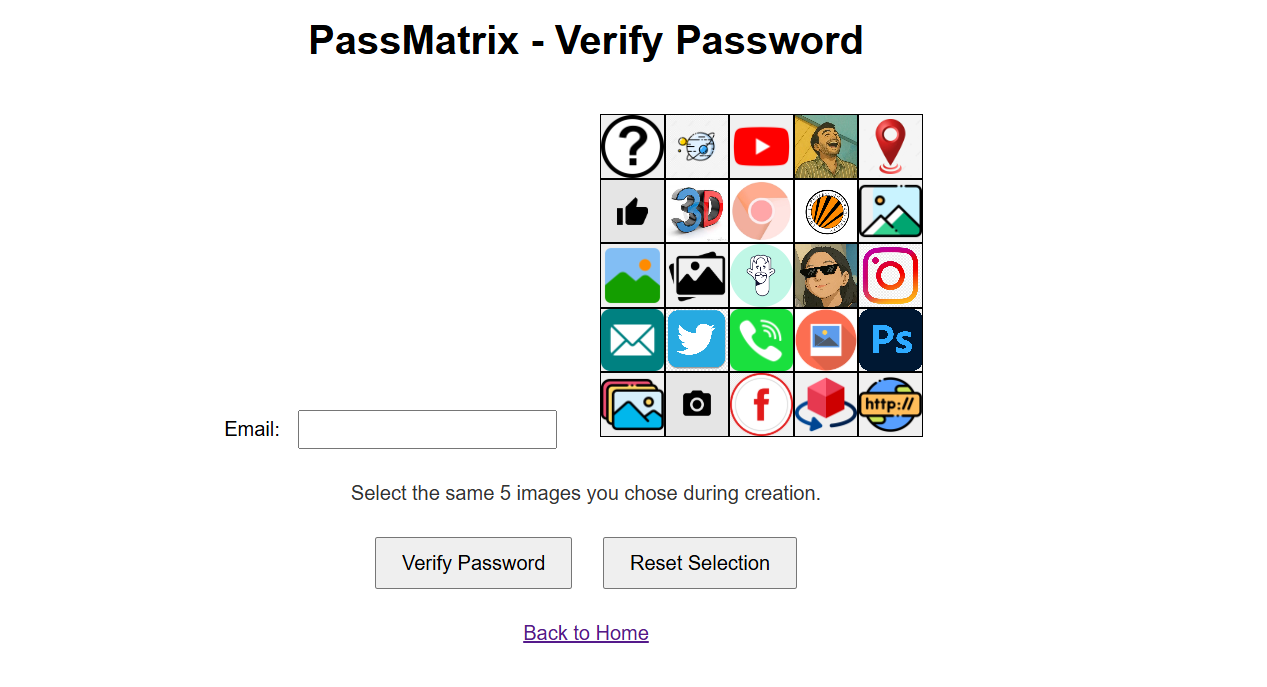 PassMatrix - Verify Password
?
3D
Ps
f
http://
Email:
Select the same 5 images you chose during creation.
Verify Password
Reset Selection
Back to Home